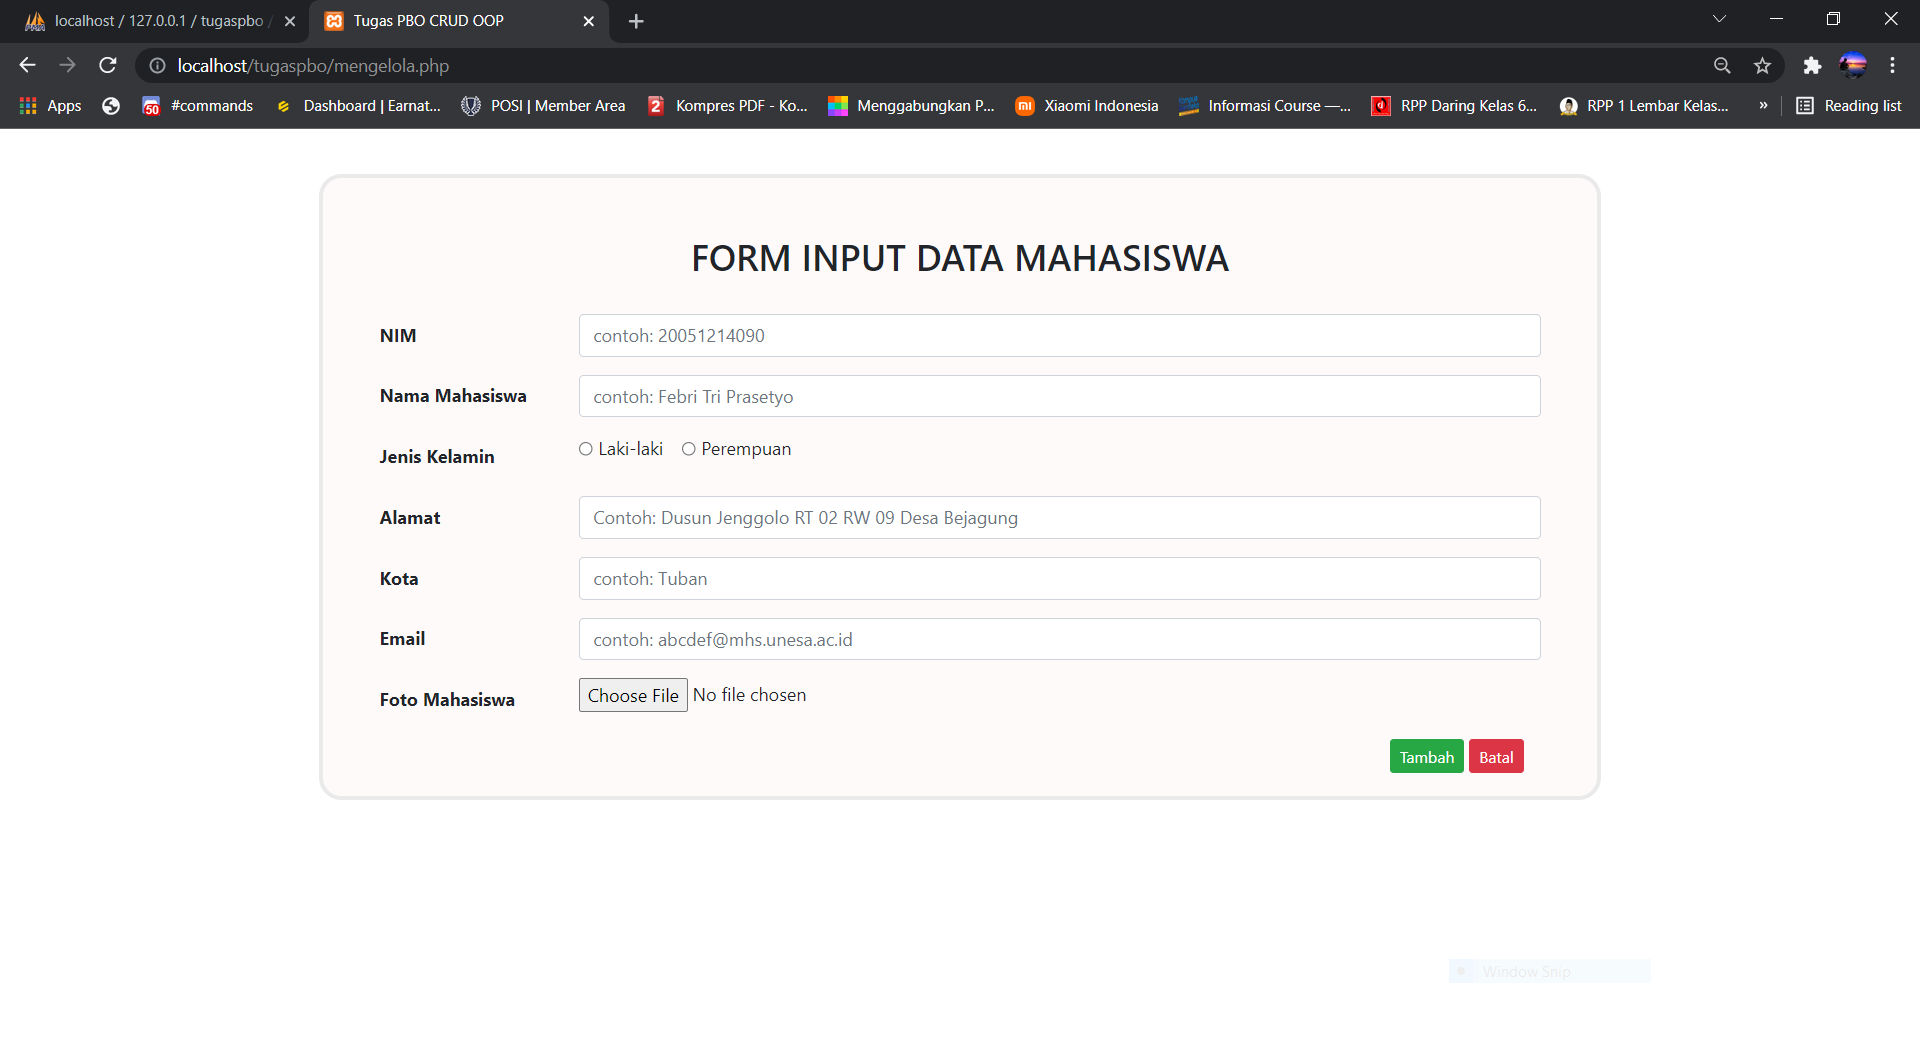 localhost / 127.0.0.1 / tugaspbo /
Tugas PBO CRUD OOP
localhost/tugaspbo/mengelola.php
Apps
#commands
Dashboard | Earnat...
POSI | Member Area
Kompres PDF - Ko...
Menggabungkan P...
Xiaomi Indonesia
Informasi Course —...
RPP Daring Kelas 6...
RPP 1 Lembar Kelas...
»
Reading list
FORM INPUT DATA MAHASISWA
NIM
contoh: 20051214090
Nama Mahasiswa
contoh: Febri Tri Prasetyo
Jenis Kelamin
Laki-laki
Perempuan
Alamat
Contoh: Dusun Jenggolo RT 02 RW 09 Desa Bejagung
Kota
contoh: Tuban
Email
contoh: abcdef@mhs.unesa.ac.id
Foto Mahasiswa
Choose File No file chosen
Tambah
Batal
Window Snip